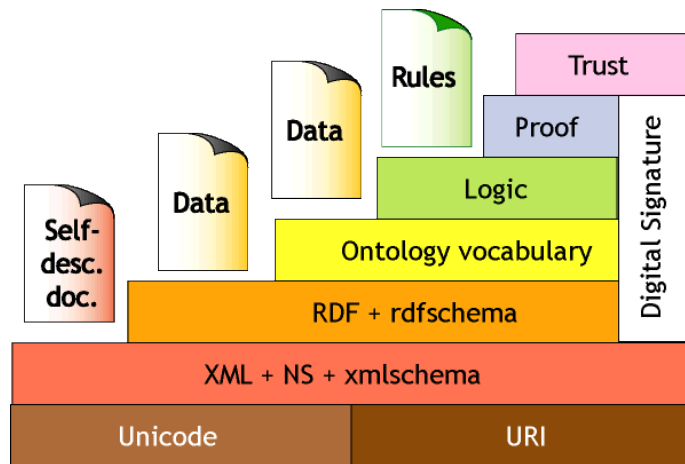 Rules
Trust
Data
Proof
Data
Logic
Self-
desc.
doc.
Ontology vocabulary
Digital Signature
RDF + rdfschema
XML + NS + xmlschema
Unicode
URI